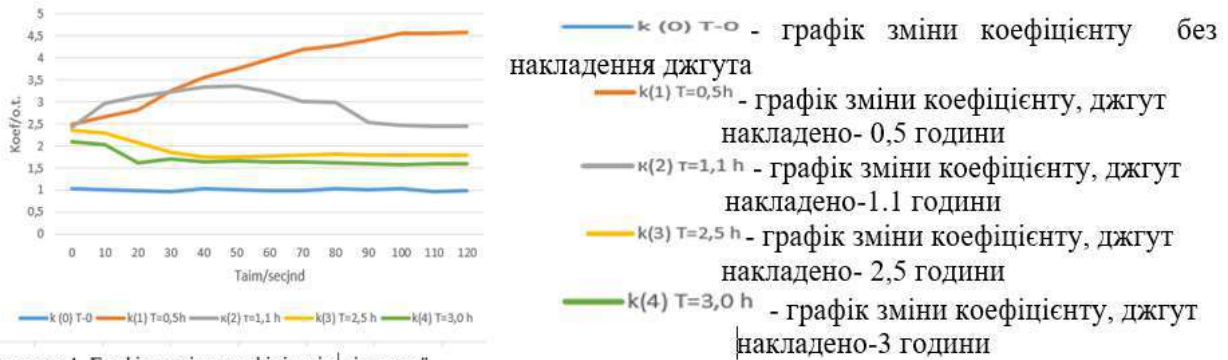 5
4,5
4
3,5
3
2,5
2
1,5
1
0,5
0
Koef/o.t.
0 10 20 30 40 50 60 70 80 90 100 110 120
Taim/secjnd
k (0) T-0 k(1) T=0,5h к(2) т=1,1 h k(3) T=2,5 h k(4) T=3,0 h
k (0) T-0 - графік зміни коефіцієнту без
накладення джгута
k(1) T=0,5h - графік зміни коефіцієнту, джгут
накладено- 0,5 години
к(2) т=1,1 h - графік зміни коефіцієнту, джгут
накладено-1.1 години
k(3) T=2,5 h - графік зміни коефіцієнту, джгут
накладено- 2,5 години
k(4) T=3,0 h - графік зміни коефіцієнту, джгут
накладено-3 години